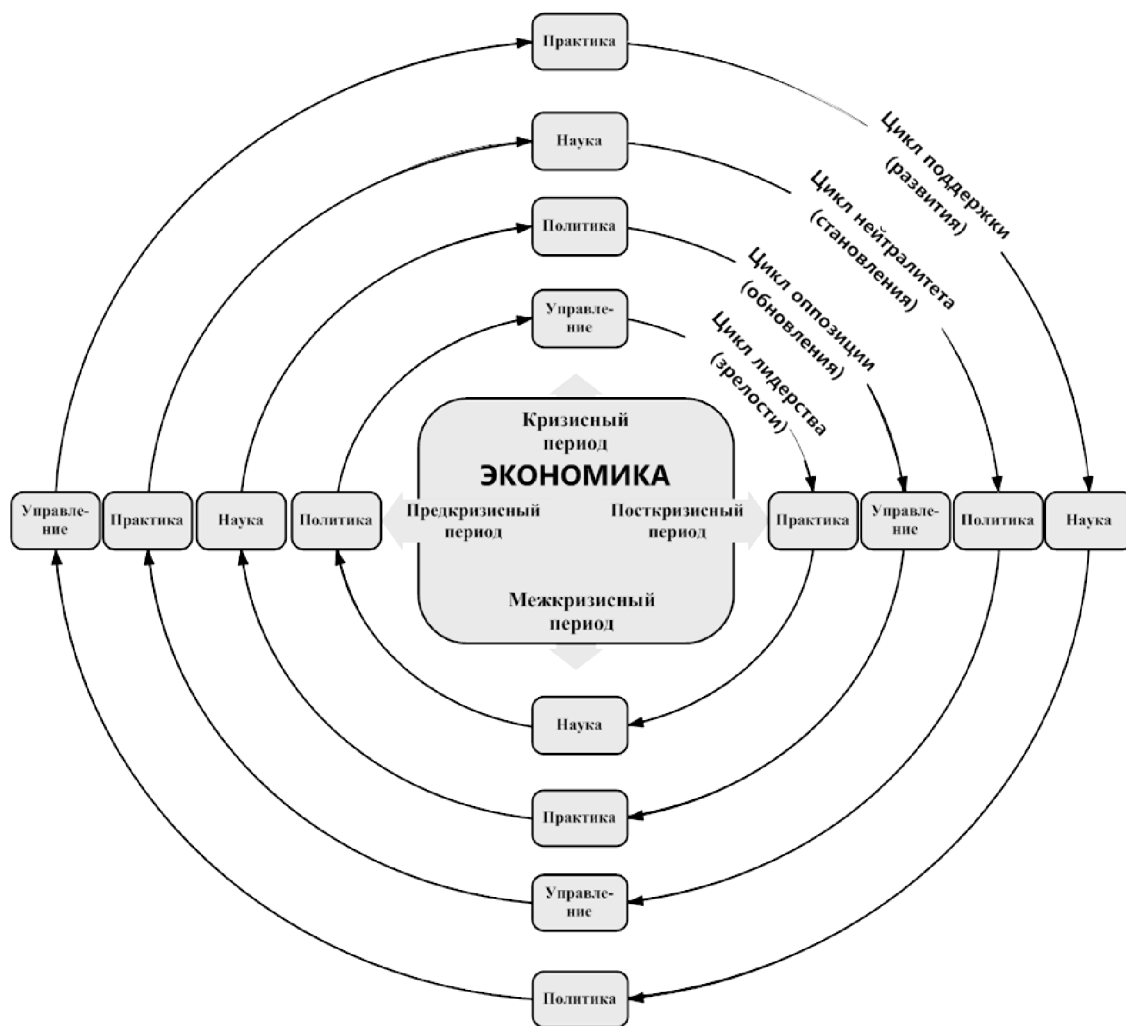 Практика
Цикл поддержки
(развития)
Наука
Цикл нейтралитета
(становления)
Политика
Цикл оппозиции
(обновления)
Управле-
ние
Цикл лидерства
(зрелости)
Кризисный
период
ЭКОНОМИКА
Управле-
ние
Практика
Наука
Политика
Предкризисный
период
Посткризисный
период
Практика
Управле-
ние
Политика
Наука
Межкризисный
период
Наука
Практика
Управле-
ние
Политика